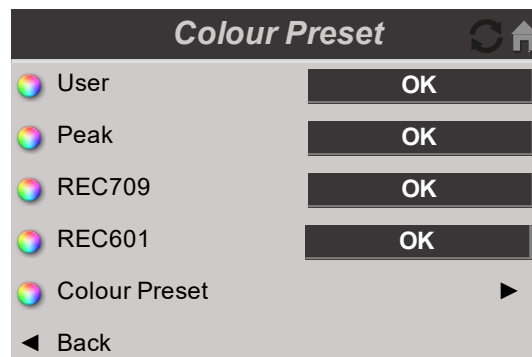 Colour Preset
User OK
Peak OK
REC709 OK
REC601 OK
Colour Preset ►
◄ Back